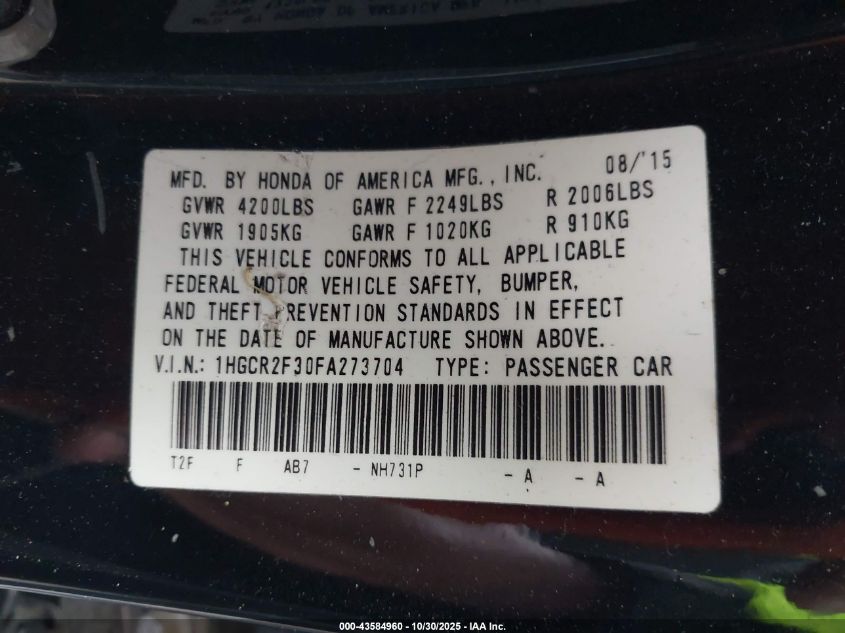 MFD. BY HONDA OF AMERICA MFG., INC. 08/'15
GVWR 4200LBS GAWR F 2249LBS R 2006LBS
GVWR 1905KG GAWR F 1020KG R 910KG
THIS VEHICLE CONFORMS TO ALL APPLICABLE
FEDERAL MOTOR VEHICLE SAFETY, BUMPER,
AND THEFT PREVENTION STANDARDS IN EFFECT
ON THE DATE OF MANUFACTURE SHOWN ABOVE.
V.I.N.: 1HGCR2F30FA273704 TYPE: PASSENGER CAR
T2F F AB7 - NH731P - A - A
000-43584960 - 10/30/2025 - IAA Inc.